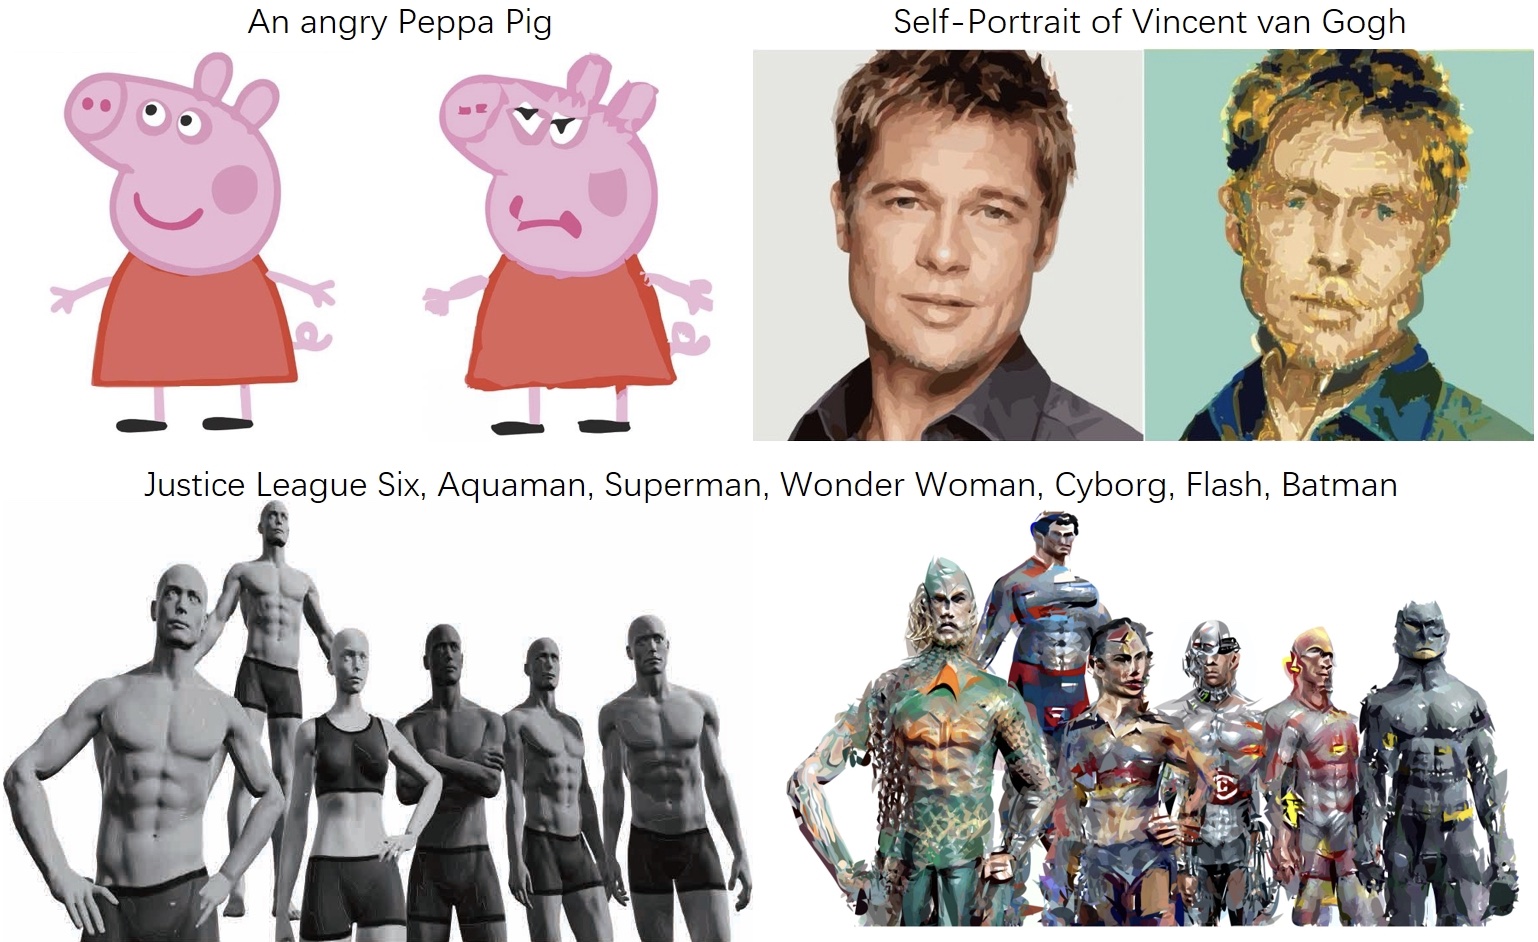 An angry Peppa Pig
Self-Portrait of Vincent van Gogh
Justice League Six, Aquaman, Superman, Wonder Woman, Cyborg, Flash, Batman